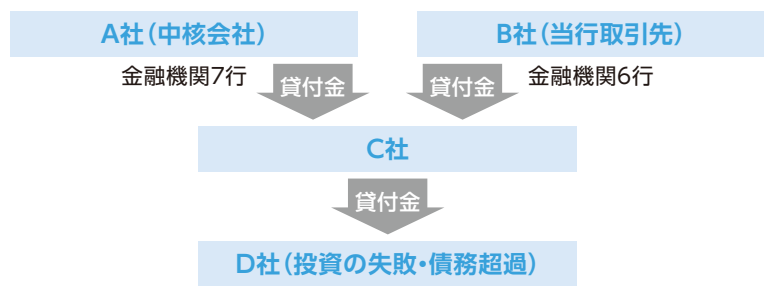 A社（中核会社）
B社（当行取引先）
金融機関7行
貸付金
貸付金
金融機関6行
C社
貸付金
D社（投資の失敗・債務超過）